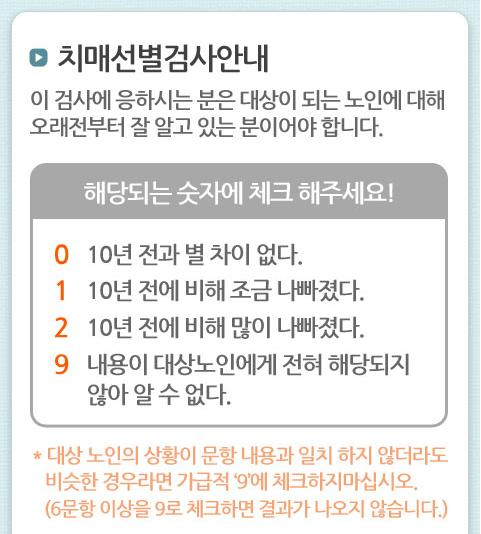 치매선별검사안내
이 검사에 응하시는 분은 대상이 되는 노인에 대해
오래전부터 잘 알고 있는 분이어야 합니다.
해당되는 숫자에 체크 해주세요!
0 10년 전과 별 차이 없다.
1 10년 전에 비해 조금 나빠졌다.
2 10년 전에 비해 많이 나빠졌다.
9 내용이 대상노인에게 전혀 해당되지
않아 알 수 없다.
* 대상 노인의 상황이 문항 내용과 일치 하지 않더라도
비슷한 경우라면 가급적 '9'에 체크하지마십시오.
(6문항 이상을 9로 체크하면 결과가 나오지 않습니다.)